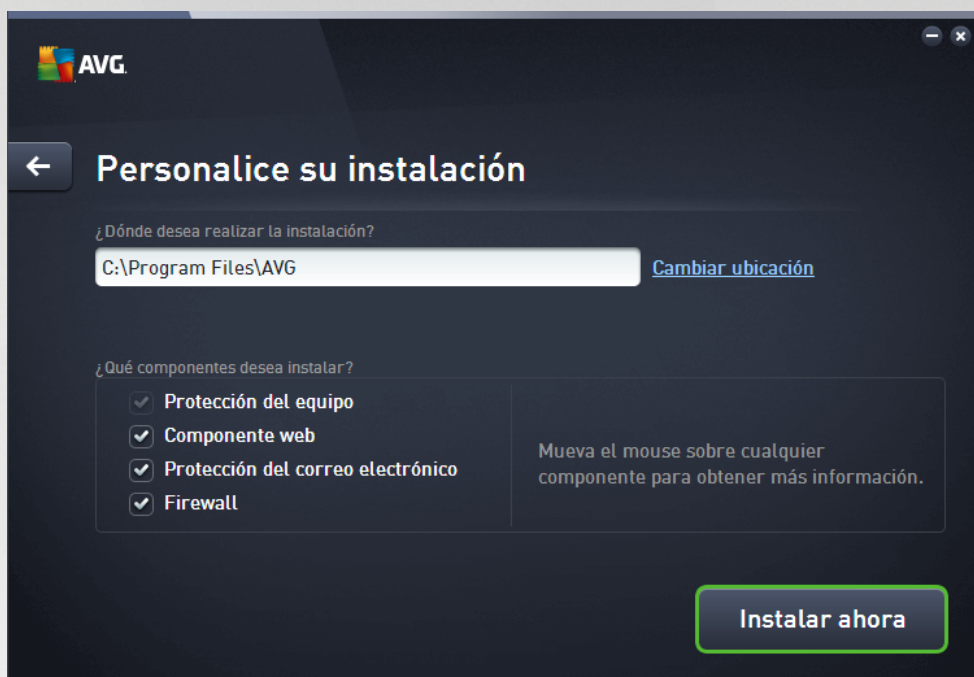 AVG.
Personalice su instalación
¿Dónde desea realizar la instalación?
C:\Program Files\AVG
Cambiar ubicación
¿Qué componentes desea instalar?
Protección del equipo
Componente web
Protección del correo electrónico
Firewall
Mueva el mouse sobre cualquier
componente para obtener más información.
Instalar ahora